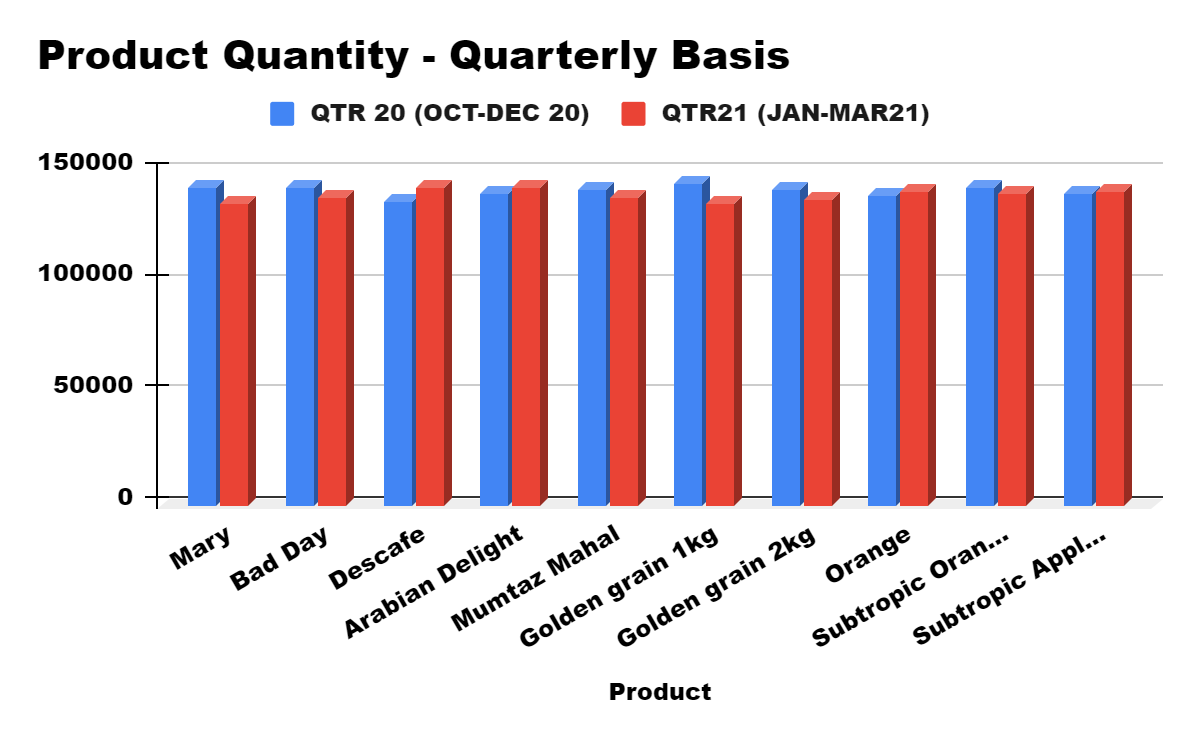 Product Quantity - Quarterly Basis
QTR 20 (OCT-DEC 20) QTR21 (JAN-MAR21)
150000
100000
50000
0
Mary
Bad Day
Descafe
Arabian Delight
Mumtaz Mahal
Golden grain 1kg
Golden grain 2kg
Orange
Subtropic Oran...
Subtropic Appl...
Product